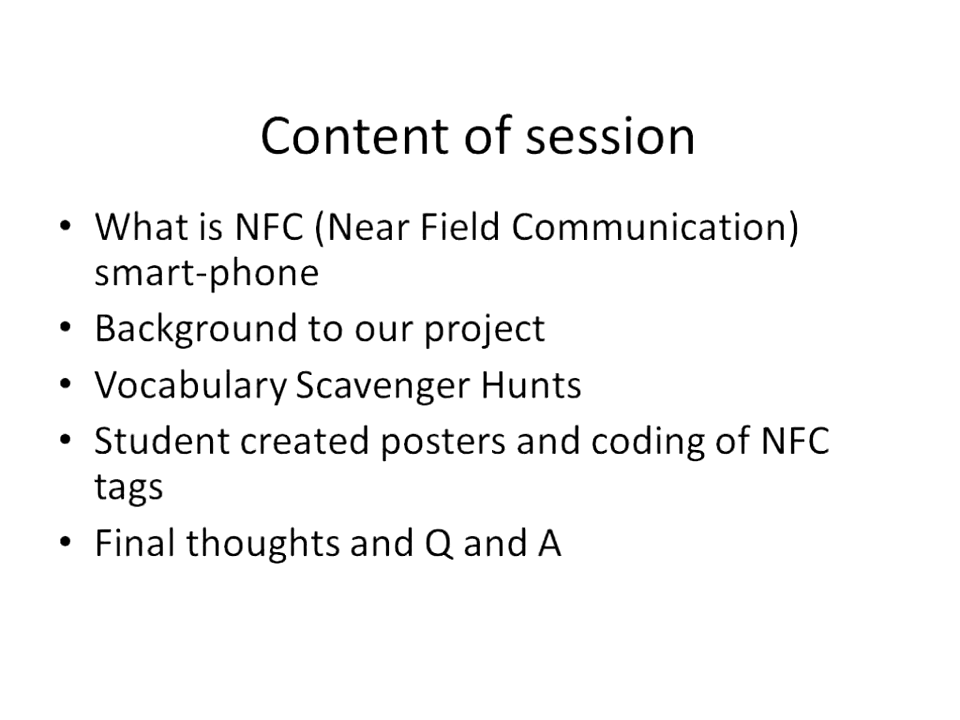 Content of session
• What is NFC (Near Field Communication)
smart-phone
• Background to our project
• Vocabulary Scavenger Hunts
• Student created posters and coding of NFC
tags
• Final thoughts and Q and A